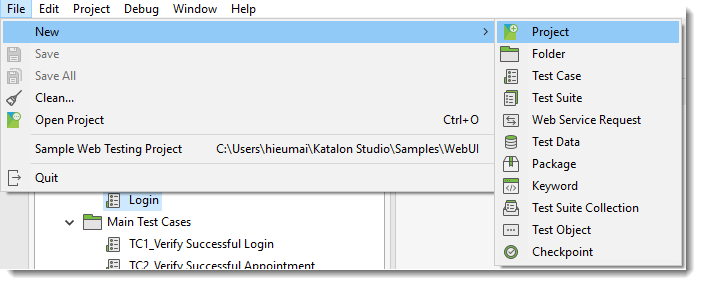 File Edit Project Debug Window Help
New
Save
Save All
Clean...
Open Project Ctrl+O
Sample Web Testing Project C:\Users\hieumai\Katalon Studio\Samples\WebUI
Quit
Project
Folder
Test Case
Test Suite
Web Service Request
Test Data
Package
Keyword
Test Suite Collection
Test Object
Checkpoint
Login
Main Test Cases
TC1_Verify Successful Login
TC2_Verify Successful Appointment